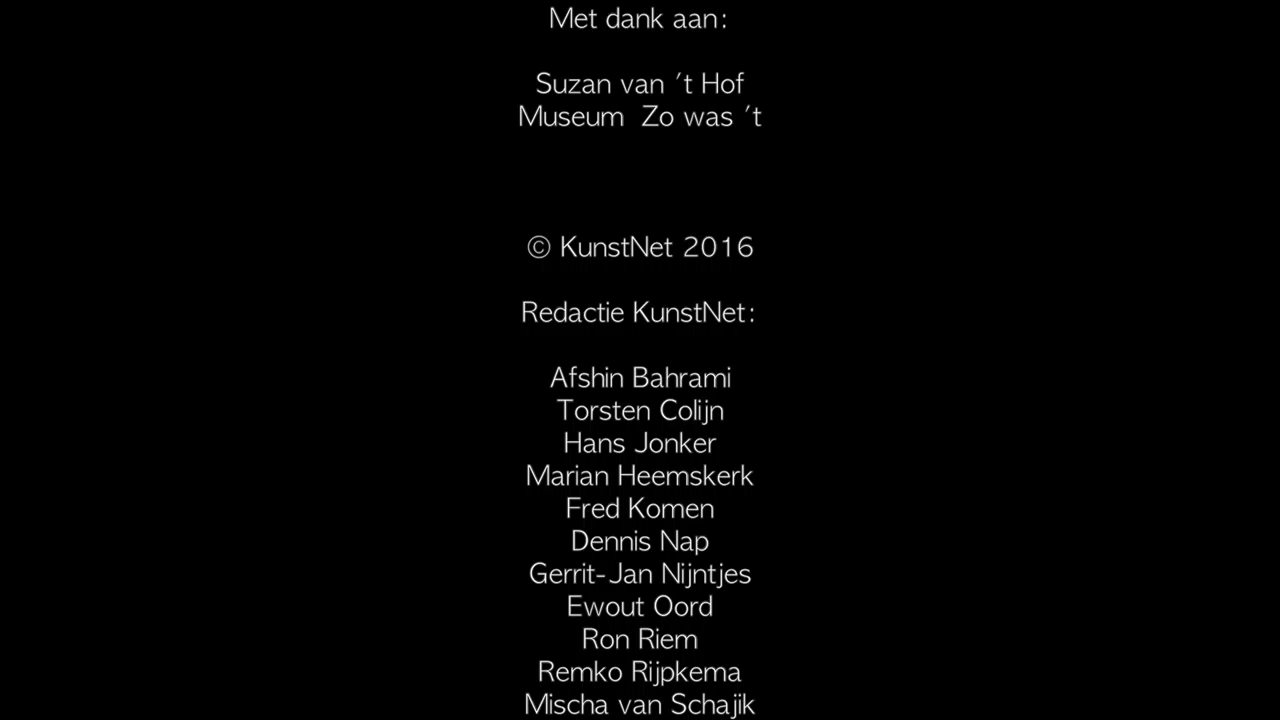 Met dank aan:
Suzan van 't Hof
Museum Zo was 't
© KunstNet 2016
Redactie KunstNet:
Afshin Bahrami
Torsten Colijn
Hans Jonker
Marian Heemskerk
Fred Komen
Dennis Nap
Gerrit-Jan Nijntjes
Ewout Oord
Ron Riem
Remko Rijpkema
Mischa van Schajik